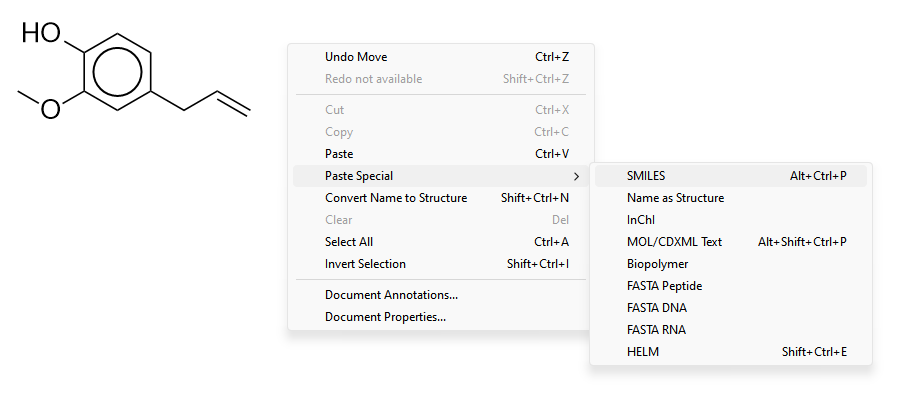 HO
O
Undo Move Ctrl+Z
Redo not available Shift+Ctrl+Z
Cut Ctrl+X
Copy Ctrl+C
Paste Ctrl+V
Paste Special
Convert Name to Structure Shift+Ctrl+N
Clear Del
Select All Ctrl+A
Invert Selection Shift+Ctrl+I
Document Annotations...
Document Properties...
SMILES Alt+Ctrl+P
Name as Structure
InChI
MOL/CDXML Text Alt+Shift+Ctrl+P
Biopolymer
FASTA Peptide
FASTA DNA
FASTA RNA
HELM Shift+Ctrl+E